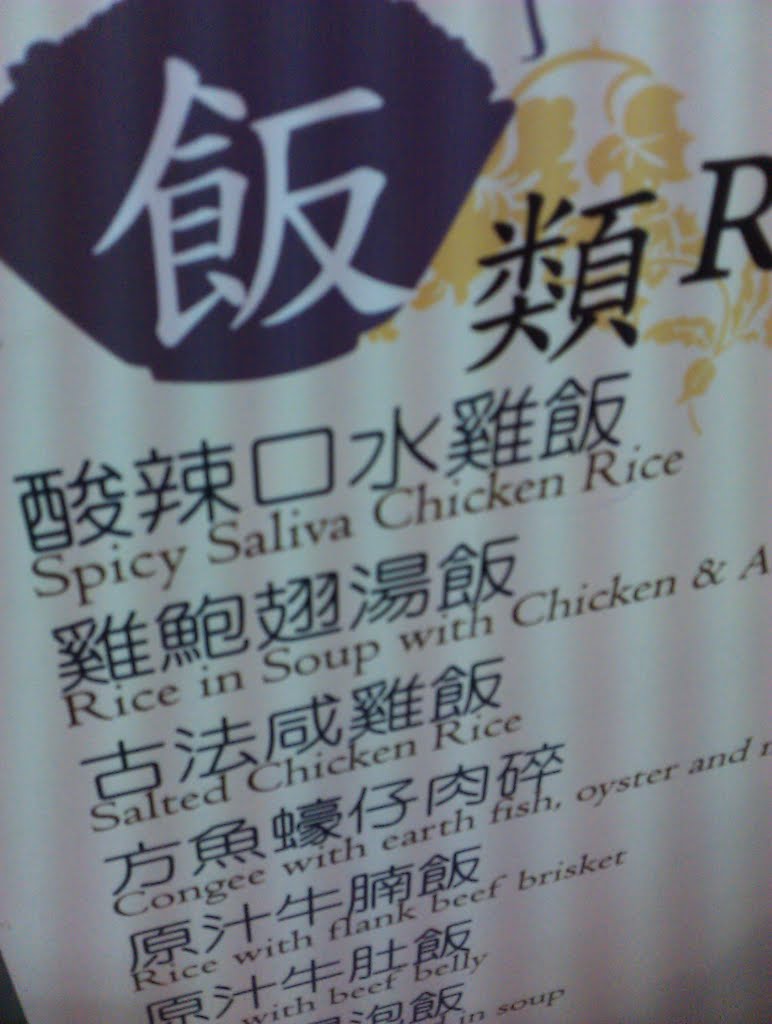 飯類 R
酸辣口水雞飯
Spicy Saliva Chicken Rice
雞鮑翅湯飯
Rice in Soup with Chicken & A
古法咸雞飯
Salted Chicken Rice
方魚蠔仔肉碎
Congee with earth fish, oyster and
原汁牛腩飯
Rice with flank beef brisket
原汁牛肚飯
with beef belly
泡飯
in soup